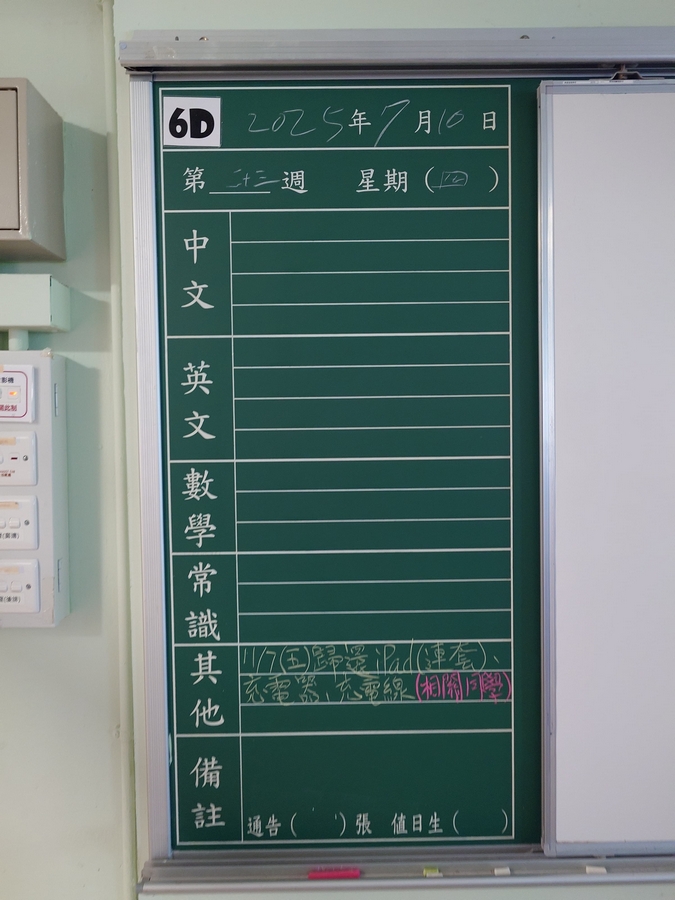 6D 2025年7月10日
第二十三週 星期(四)
中文
英文
數學
常識
其他
11/7(五)歸還iPad(連套)、
充電器、充電線(相關同學)
備註
通告( )張 值日生( )